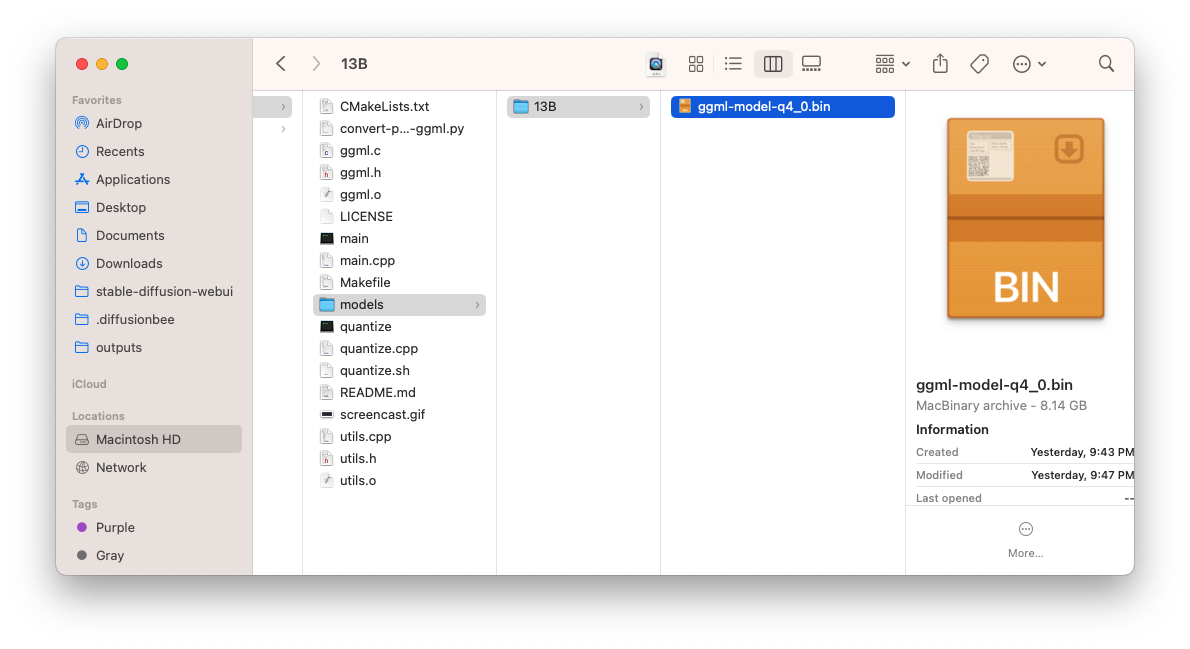 13B
Favorites
AirDrop
Recents
Applications
Desktop
Documents
Downloads
stable-diffusion-webui
.diffusionbee
outputs
iCloud
Locations
Macintosh HD
Network
Tags
Purple
Gray
CMakeLists.txt
convert-p...-ggml.py
ggml.c
ggml.h
ggml.o
LICENSE
main
main.cpp
Makefile
models
quantize
quantize.cpp
quantize.sh
README.md
screencast.gif
utils.cpp
utils.h
utils.o
13B
ggml-model-q4_0.bin
BIN
ggml-model-q4_0.bin
MacBinary archive - 8.14 GB
Information
Created Yesterday, 9:43 PM
Modified Yesterday, 9:47 PM
Last opened --
More...